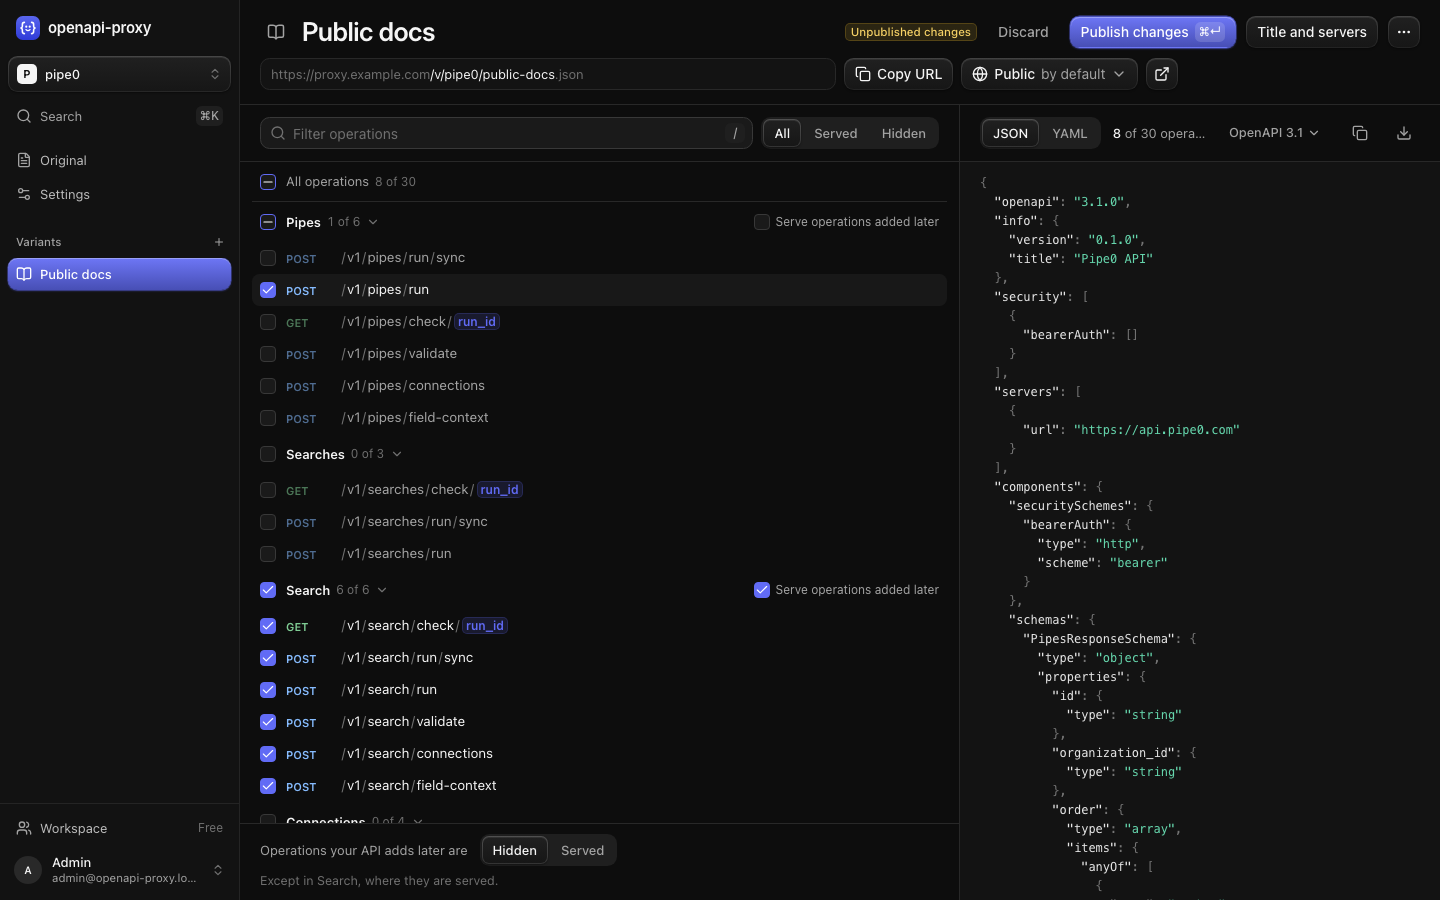 openapi-proxy
P pipe0
Search ⌘K
Original
Settings
Variants +
Public docs
Workspace Free
A Admin
admin@openapi-proxy.lo...
Public docs
Unpublished changes
Discard
Publish changes ⌘↵
Title and servers
https://proxy.example.com/v/pipe0/public-docs.json
Copy URL
Public by default
Filter operations /
All Served Hidden
All operations 8 of 30
Pipes 1 of 6
Serve operations added later
POST /v1/pipes/run/sync
POST /v1/pipes/run
GET /v1/pipes/check/run_id
POST /v1/pipes/validate
POST /v1/pipes/connections
POST /v1/pipes/field-context
Searches 0 of 3
GET /v1/searches/check/run_id
POST /v1/searches/run/sync
POST /v1/searches/run
Search 6 of 6
Serve operations added later
GET /v1/search/check/run_id
POST /v1/search/run/sync
POST /v1/search/run
POST /v1/search/validate
POST /v1/search/connections
POST /v1/search/field-context
Connections 0 of 4
Operations your API adds later are Hidden Served
Except in Search, where they are served.
JSON YAML 8 of 30 opera... OpenAPI 3.1
{
"openapi": "3.1.0",
"info": {
"version": "0.1.0",
"title": "Pipe0 API"
},
"security": [
{
"bearerAuth": []
}
],
"servers": [
{
"url": "https://api.pipe0.com"
}
],
"components": {
"securitySchemes": {
"bearerAuth": {
"type": "http",
"scheme": "bearer"
}
},
"schemas": {
"PipesResponseSchema": {
"type": "object",
"properties": {
"id": {
"type": "string"
},
"organization_id": {
"type": "string"
},
"order": {
"type": "array",
"items": {
"anyOf": [
{